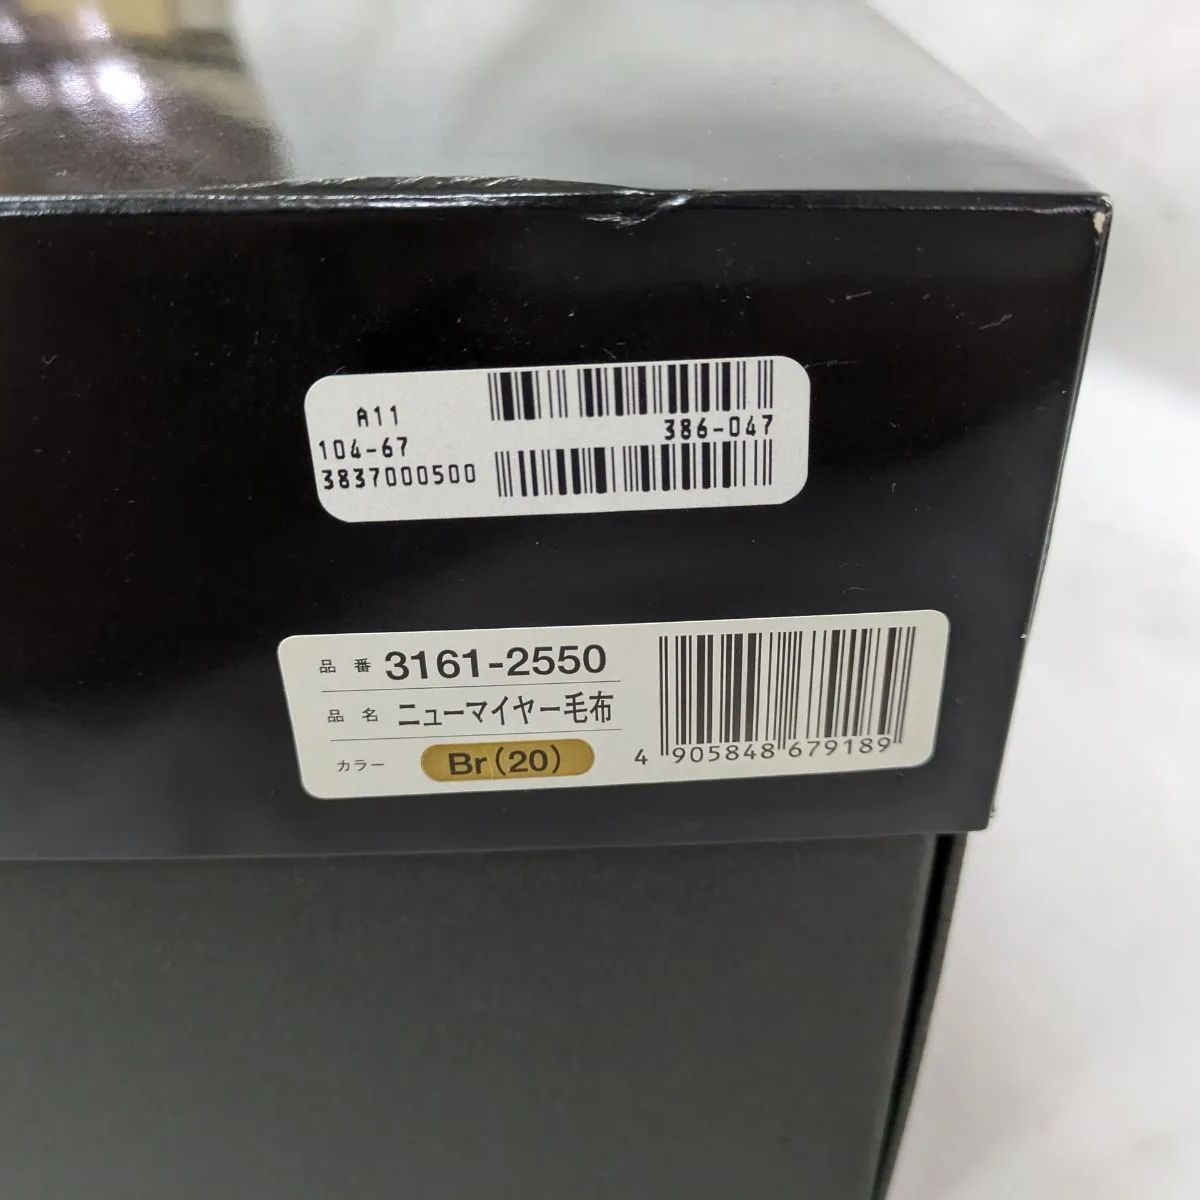 A11
104-67
3837000500
386-047
品番 3161-2550
品名 ニューマイヤー毛布
カラー Br(20)
4 905848 679189